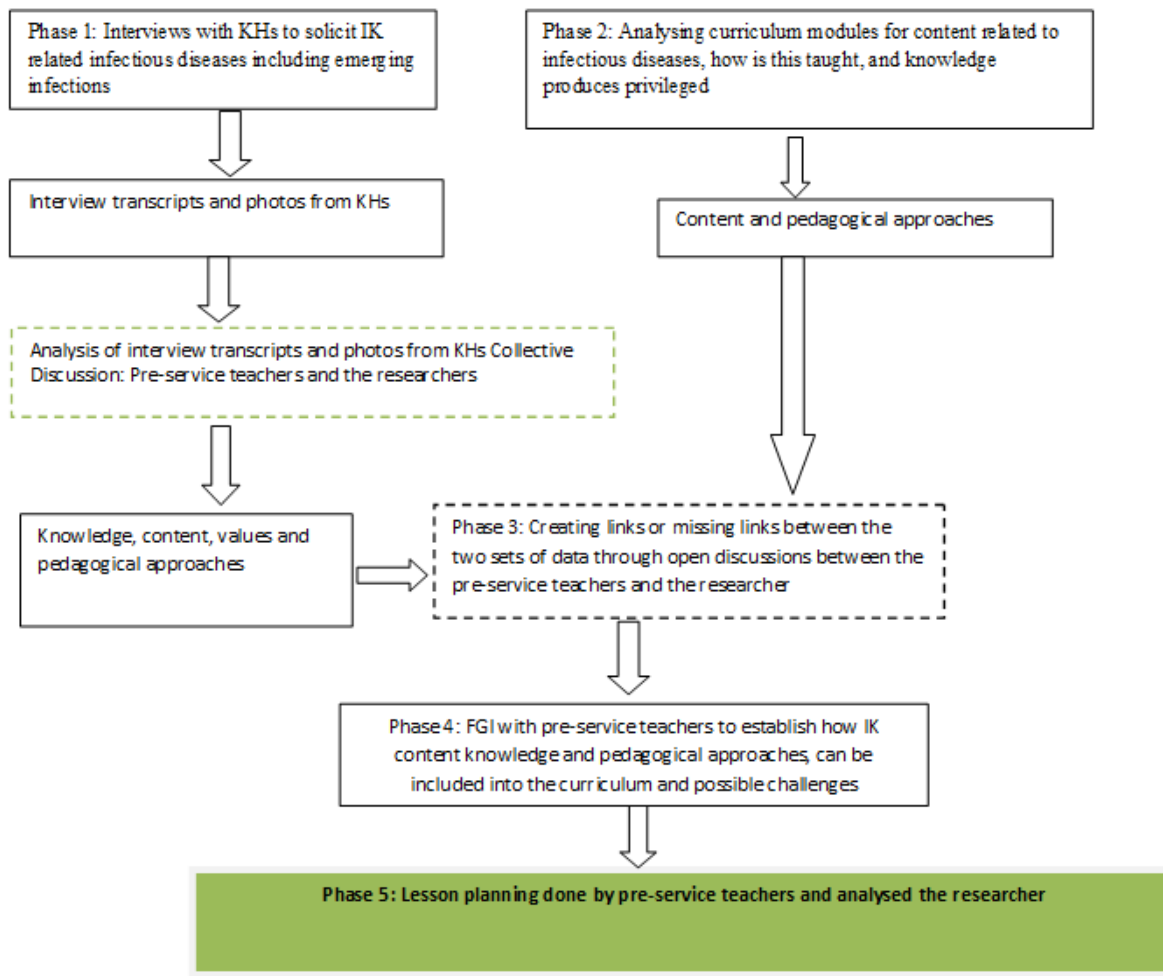 Phase 1: Interviews with KHs to solicit IK
related infectious diseases including emerging
infections
Phase 2: Analysing curriculum modules for content related to
infectious diseases, how is this taught, and knowledge
produces privileged
Interview transcripts and photos from KHs
Content and pedagogical approaches
Analysis of interview transcripts and photos from KHs Collective
Discussion: Pre-service teachers and the researchers
Knowledge, content, values and
pedagogical approaches
Phase 3: Creating links or missing links between the
two sets of data through open discussions between the
pre-service teachers and the researcher
Phase 4: FGI with pre-service teachers to establish how IK
content knowledge and pedagogical approaches, can be
included into the curriculum and possible challenges
Phase 5: Lesson planning done by pre-service teachers and analysed the researcher